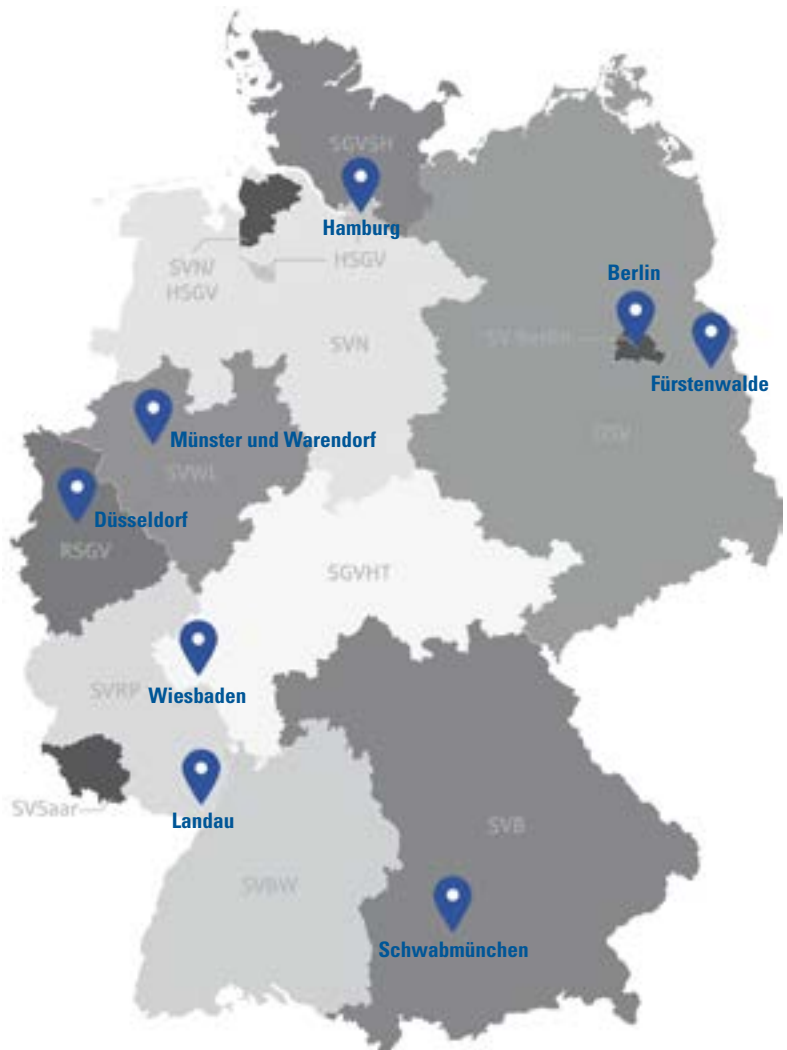 SGVSH
Hamburg
HSGV
SVN/
HSGV
Berlin
SVN
SV Berlin
Fürstenwalde
OSV
Münster und Warendorf
SVWL
Düsseldorf
RSGV
SGVHT
SVRP
Wiesbaden
SVSaar
Landau
SVB
SVBW
Schwabmünchen